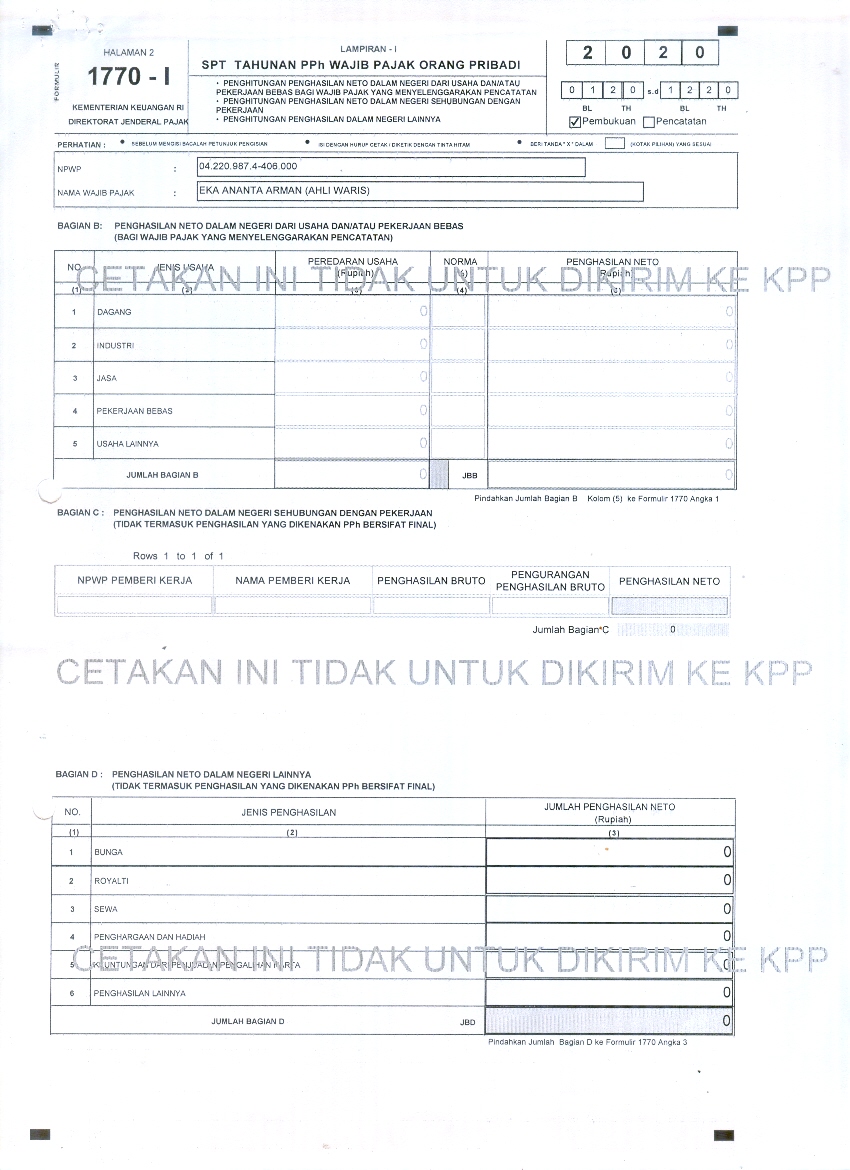 FORMULIR
HALAMAN 2
1770 - I
KEMENTERIAN KEUANGAN RI
DIREKTORAT JENDERAL PAJAK
LAMPIRAN - I
SPT TAHUNAN PPh WAJIB PAJAK ORANG PRIBADI
• PENGHITUNGAN PENGHASILAN NETO DALAM NEGERI DARI USAHA DAN/ATAU
PEKERJAAN BEBAS BAGI WAJIB PAJAK YANG MENYELENGGARAKAN PENCATATAN
• PENGHITUNGAN PENGHASILAN NETO DALAM NEGERI SEHUBUNGAN DENGAN
PEKERJAAN
• PENGHITUNGAN PENGHASILAN DALAM NEGERI LAINNYA
2 0 2 0
0 1 2 0 s.d 1 2 2 0
BL TH BL TH
Pembukuan Pencatatan
PERHATIAN : • SEBELUM MENGISI BACALAH PETUNJUK PENGISIAN • ISI DENGAN HURUF CETAK / DIKETIK DENGAN TINTA HITAM • BERI TANDA " X " DALAM (KOTAK PILIHAN) YANG SESUAI
NPWP : 04.220.987.4-406.000
NAMA WAJIB PAJAK : EKA ANANTA ARMAN (AHLI WARIS)
BAGIAN B: PENGHASILAN NETO DALAM NEGERI DARI USAHA DAN/ATAU PEKERJAAN BEBAS
(BAGI WAJIB PAJAK YANG MENYELENGGARAKAN PENCATATAN)
NO. JENIS USAHA PEREDARAN USAHA (Rupiah) NORMA (%) PENGHASILAN NETO (Rupiah)
CETAKAN INI TIDAK UNTUK DIKIRIM KE KPP
(1) (2) (3) (4) (5)
1 DAGANG 0 0
2 INDUSTRI 0 0
3 JASA 0 0
4 PEKERJAAN BEBAS 0 0
5 USAHA LAINNYA 0 0
JUMLAH BAGIAN B 0 JBB 0
Pindahkan Jumlah Bagian B Kolom (5) ke Formulir 1770 Angka 1
BAGIAN C : PENGHASILAN NETO DALAM NEGERI SEHUBUNGAN DENGAN PEKERJAAN
(TIDAK TERMASUK PENGHASILAN YANG DIKENAKAN PPh BERSIFAT FINAL)
Rows 1 to 1 of 1
NPWP PEMBERI KERJA NAMA PEMBERI KERJA PENGHASILAN BRUTO PENGURANGAN PENGHASILAN BRUTO PENGHASILAN NETO
Jumlah Bagian C 0
CETAKAN INI TIDAK UNTUK DIKIRIM KE KPP
BAGIAN D : PENGHASILAN NETO DALAM NEGERI LAINNYA
(TIDAK TERMASUK PENGHASILAN YANG DIKENAKAN PPh BERSIFAT FINAL)
NO. JENIS PENGHASILAN JUMLAH PENGHASILAN NETO (Rupiah)
(1) (2) (3)
1 BUNGA 0
2 ROYALTI 0
3 SEWA 0
4 PENGHARGAAN DAN HADIAH 0
CETAKAN INI TIDAK UNTUK DIKIRIM KE KPP
5 KEUNTUNGAN DARI PENJUALAN/PENGALIHAN HARTA 0
6 PENGHASILAN LAINNYA 0
JUMLAH BAGIAN D JBD 0
Pindahkan Jumlah Bagian D ke Formulir 1770 Angka 3